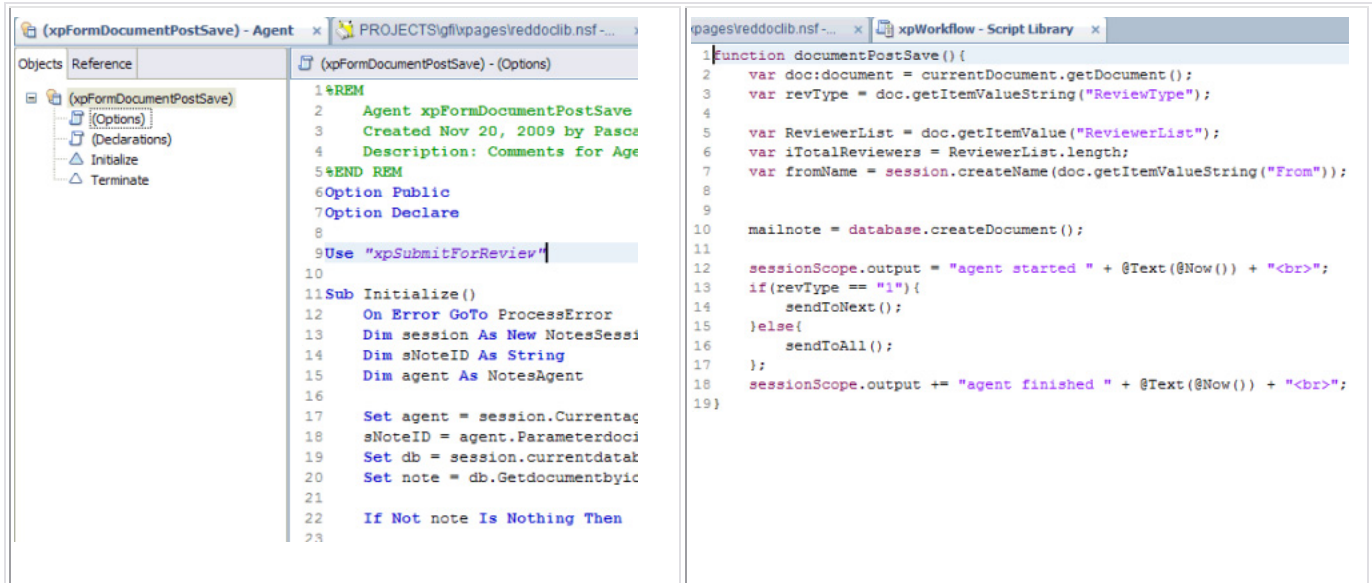 (xpFormDocumentPostSave) - Agent
PROJECTS\gfi\xpages\reddoclib.nsf -...
Objects Reference
(xpFormDocumentPostSave) - (Options)
(xpFormDocumentPostSave)
(Options)
(Declarations)
Initialize
Terminate
1 %REM
2 Agent xpFormDocumentPostSave
3 Created Nov 20, 2009 by Pasca
4 Description: Comments for Age
5 %END REM
6 Option Public
7 Option Declare
8
9 Use "xpSubmitForReview"
10
11 Sub Initialize()
12 On Error GoTo ProcessError
13 Dim session As New NotesSessi
14 Dim sNoteID As String
15 Dim agent As NotesAgent
16
17 Set agent = session.Currentag
18 sNoteID = agent.Parameterdoci
19 Set db = session.currentdatab
20 Set note = db.Getdocumentbyid
21
22 If Not note Is Nothing Then
23
pages\reddoclib.nsf -...
xpWorkflow - Script Library
1 function documentPostSave(){
2 var doc:document = currentDocument.getDocument();
3 var revType = doc.getItemValueString("ReviewType");
4
5 var ReviewerList = doc.getItemValue("ReviewerList");
6 var iTotalReviewers = ReviewerList.length;
7 var fromName = session.createName(doc.getItemValueString("From"));
8
9
10 mailnote = database.createDocument();
11
12 sessionScope.output = "agent started " + @Text(@Now()) + "<br>";
13 if(revType == "1"){
14 sendToNext();
15 }else{
16 sendToAll();
17 };
18 sessionScope.output += "agent finished " + @Text(@Now()) + "<br>";
19 }